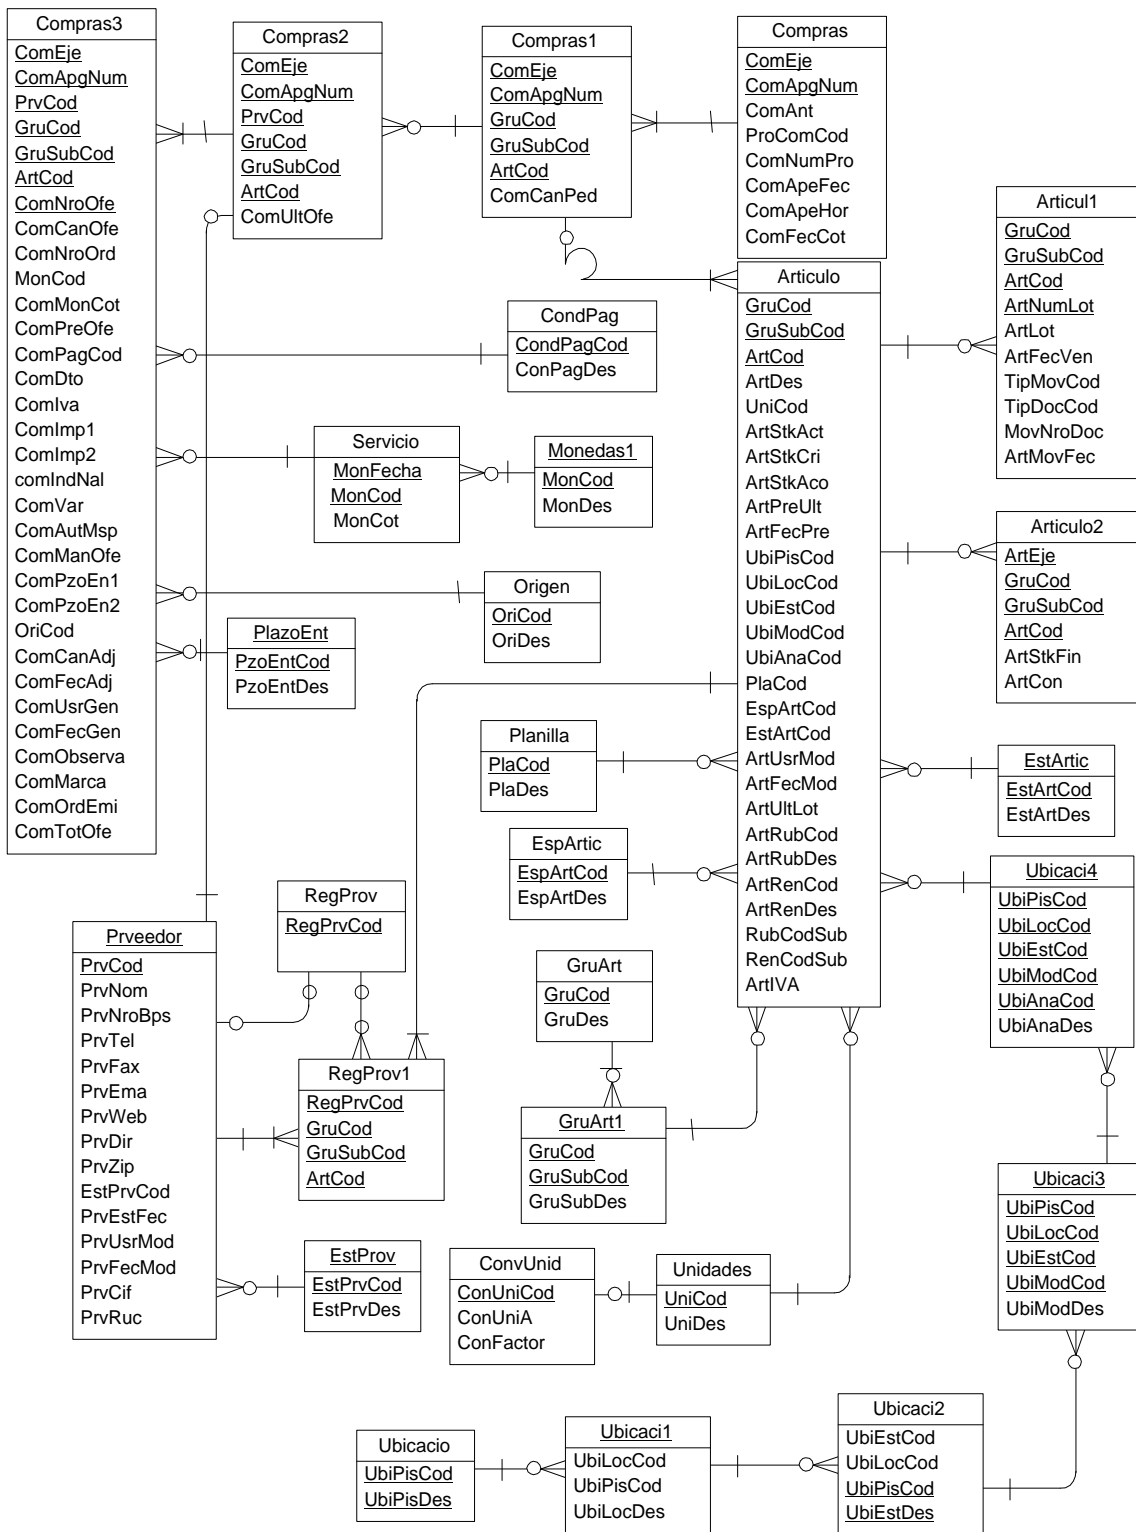 Compras3
ComEje
ComApgNum
PrvCod
GruCod
GruSubCod
ArtCod
ComNroOfe
ComCanOfe
ComNroOrd
MonCod
ComMonCot
ComPreOfe
ComPagCod
ComDto
ComIva
ComImp1
ComImp2
comIndNal
ComVar
ComAutMsp
ComManOfe
ComPzoEn1
ComPzoEn2
OriCod
ComCanAdj
ComFecAdj
ComUsrGen
ComFecGen
ComObserva
ComMarca
ComOrdEmi
ComTotOfe
Compras2
ComEje
ComApgNum
PrvCod
GruCod
GruSubCod
ArtCod
ComUltOfe
Compras1
ComEje
ComApgNum
GruCod
GruSubCod
ArtCod
ComCanPed
Compras
ComEje
ComApgNum
ComAnt
ProComCod
ComNumPro
ComApeFec
ComApeHor
ComFecCot
Articulo
GruCod
GruSubCod
ArtCod
ArtDes
UniCod
ArtStkAct
ArtStkCri
ArtStkAco
ArtPreUlt
ArtFecPre
UbiPisCod
UbiLocCod
UbiEstCod
UbiModCod
UbiAnaCod
PlaCod
EspArtCod
EstArtCod
ArtUsrMod
ArtFecMod
ArtUltLot
ArtRubCod
ArtRubDes
ArtRenCod
ArtRenDes
RubCodSub
RenCodSub
ArtIVA
Articul1
GruCod
GruSubCod
ArtCod
ArtNumLot
ArtLot
ArtFecVen
TipMovCod
TipDocCod
MovNroDoc
ArtMovFec
Articulo2
ArtEje
GruCod
GruSubCod
ArtCod
ArtStkFin
ArtCon
CondPag
CondPagCod
ConPagDes
Servicio
MonFecha
MonCod
MonCot
Monedas1
MonCod
MonDes
Origen
OriCod
OriDes
PlazoEnt
PzoEntCod
PzoEntDes
Planilla
PlaCod
PlaDes
EspArtic
EspArtCod
EspArtDes
EstArtic
EstArtCod
EstArtDes
Ubicaci4
UbiPisCod
UbiLocCod
UbiEstCod
UbiModCod
UbiAnaCod
UbiAnaDes
RegProv
RegPrvCod
Prveedor
PrvCod
PrvNom
PrvNroBps
PrvTel
PrvFax
PrvEma
PrvWeb
PrvDir
PrvZip
EstPrvCod
PrvEstFec
PrvUsrMod
PrvFecMod
PrvCif
PrvRuc
RegProv1
RegPrvCod
GruCod
GruSubCod
ArtCod
GruArt
GruCod
GruDes
GruArt1
GruCod
GruSubCod
GruSubDes
EstProv
EstPrvCod
EstPrvDes
ConvUnid
ConUniCod
ConUniA
ConFactor
Unidades
UniCod
UniDes
Ubicaci3
UbiPisCod
UbiLocCod
UbiEstCod
UbiModCod
UbiModDes
Ubicacio
UbiPisCod
UbiPisDes
Ubicaci1
UbiLocCod
UbiPisCod
UbiLocDes
Ubicaci2
UbiEstCod
UbiLocCod
UbiPisCod
UbiEstDes